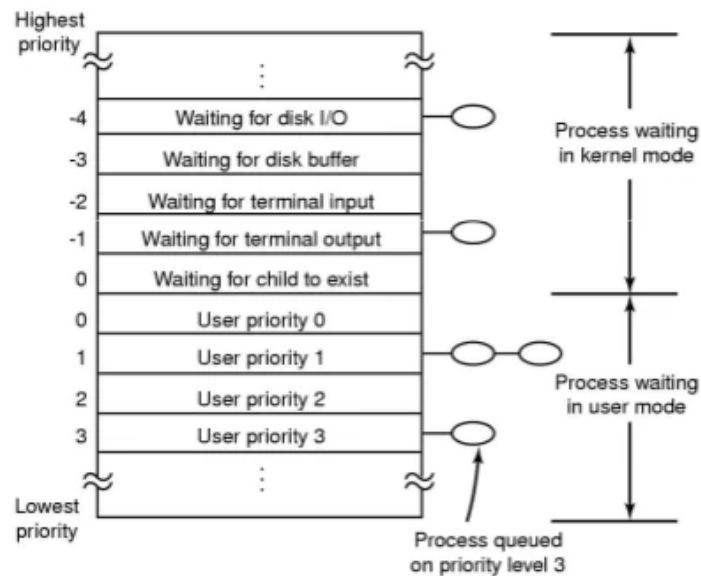 Highest
priority
⋮
-4 Waiting for disk I/O
-3 Waiting for disk buffer
-2 Waiting for terminal input
-1 Waiting for terminal output
0 Waiting for child to exist
0 User priority 0
1 User priority 1
2 User priority 2
3 User priority 3
⋮
Lowest
priority
Process waiting
in kernel mode
Process waiting
in user mode
Process queued
on priority level 3